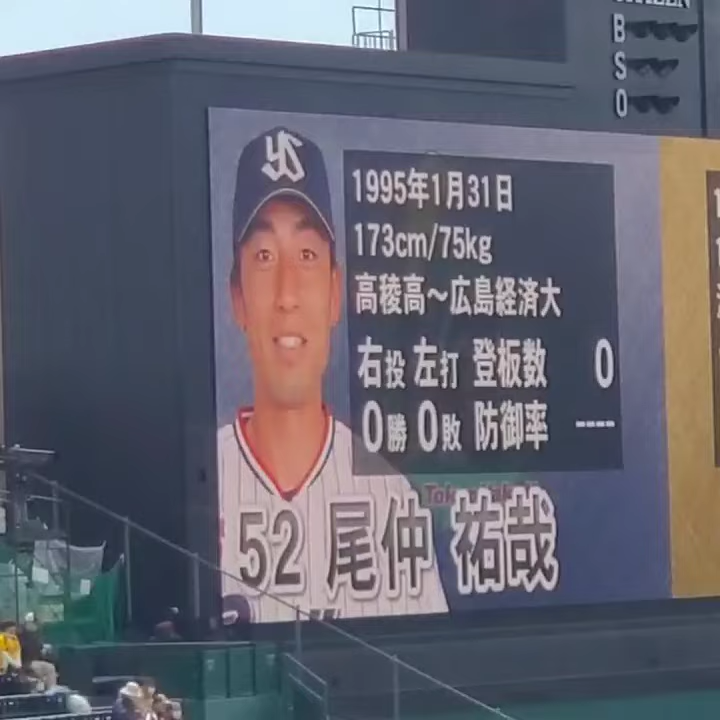 B
S
O
YS
1995年1月31日
173cm/75kg
高稜高～広島経済大
右投 左打 登板数 0
0勝 0敗 防御率 ----
52 尾仲 祐哉